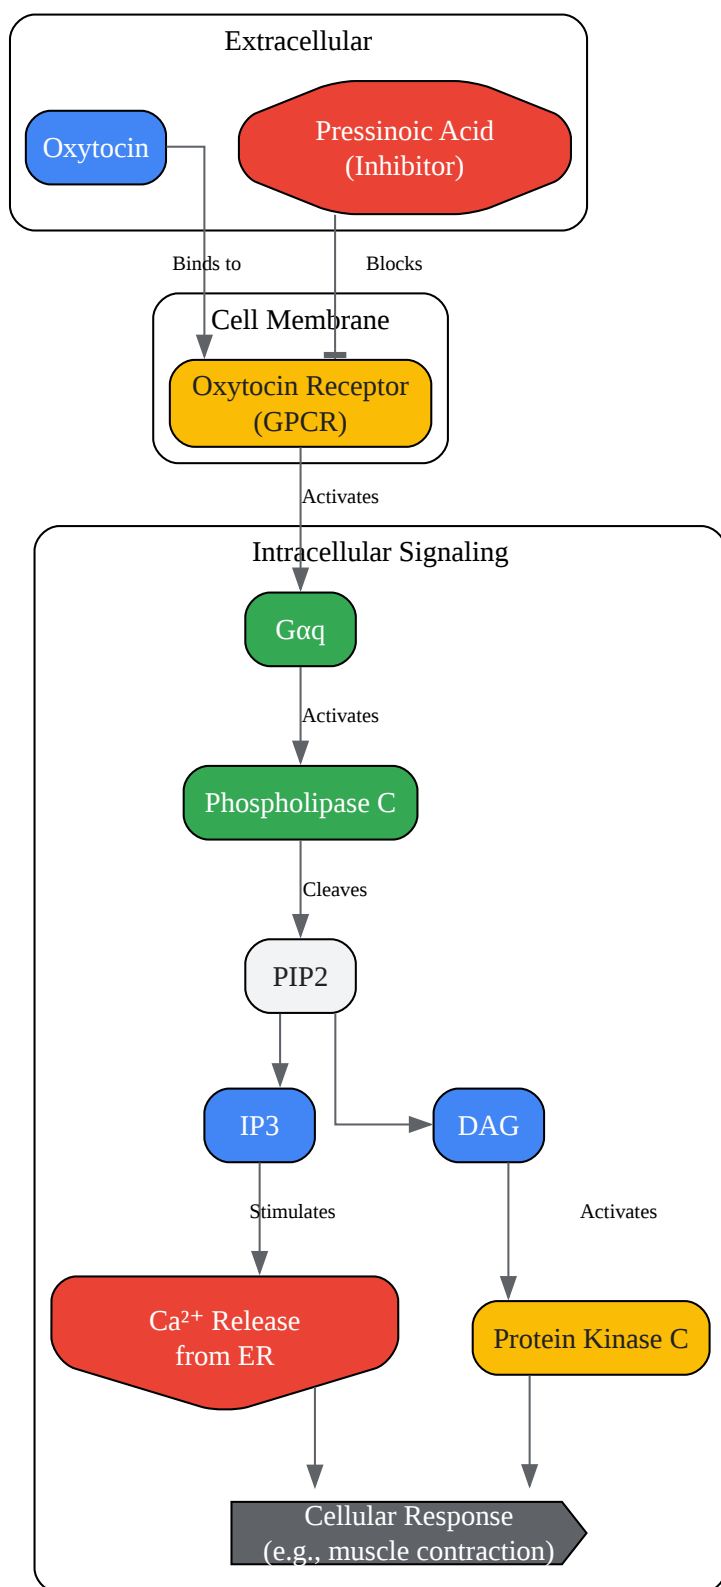 Extracellular
Oxytocin
Pressinoic Acid
(Inhibitor)
Binds to
Blocks
Cell Membrane
Oxytocin Receptor
(GPCR)
Activates
Intracellular Signaling
Gαq
Activates
Phospholipase C
Cleaves
PIP2
IP3
DAG
Stimulates
Activates
Ca²⁺ Release
from ER
Protein Kinase C
Cellular Response
(e.g., muscle contraction)